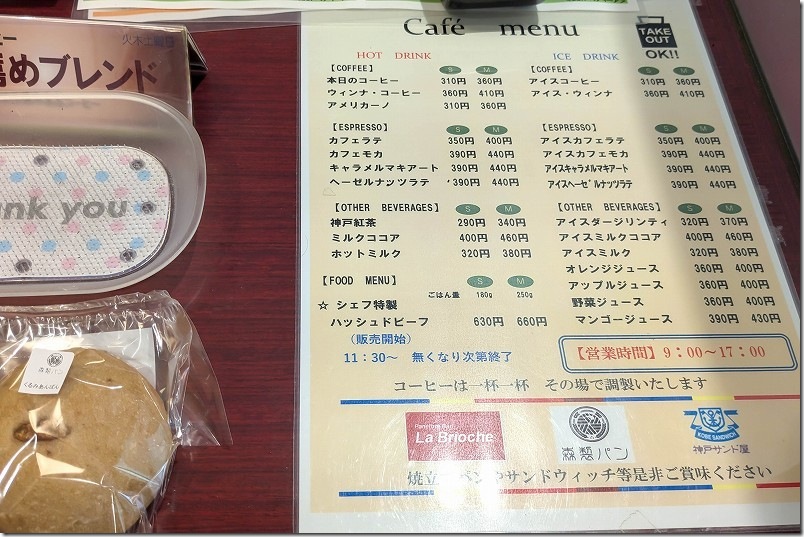 火木土
薦めブレンド
ank you
森製パン
くるみあんぱん
Café menu
TAKE
OUT
OK!!
HOT DRINK
【COFFEE】 S M
本日のコーヒー 310円 360円
ウィンナ・コーヒー 360円 410円
アメリカーノ 310円 360円
【ESPRESSO】 S M
カフェラテ 350円 400円
カフェモカ 390円 440円
キャラメルマキアート 390円 440円
ヘーゼルナッツラテ 390円 440円
【OTHER BEVERAGES】 S M
神戸紅茶 290円 340円
ミルクココア 400円 460円
ホットミルク 320円 380円
【FOOD MENU】 S M
ごはん量 180g 250g
☆ シェフ特製
ハッシュドビーフ 630円 660円
(販売開始)
11:30～ 無くなり次第終了
ICE DRINK
【COFFEE】 S M
アイスコーヒー 310円 360円
アイス・ウィンナ 360円 410円
【ESPRESSO】 S M
アイスカフェラテ 350円 400円
アイスカフェモカ 390円 440円
アイスキャラメルマキアート 390円 440円
アイスヘーゼルナッツラテ 390円 440円
【OTHER BEVERAGES】 S M
アイスダージリンティ 320円 370円
アイスミルクココア 400円 460円
アイスミルク 320円 380円
オレンジジュース 360円 400円
アップルジュース 360円 400円
野菜ジュース 360円 400円
マンゴージュース 390円 430円
【営業時間】9:00～17:00
コーヒーは一杯一杯 その場で調製いたします
La Brioche
森製パン
KOBE SANDWICH
神戸サンド屋
焼立パンやサンドウィッチ等是非ご賞味ください